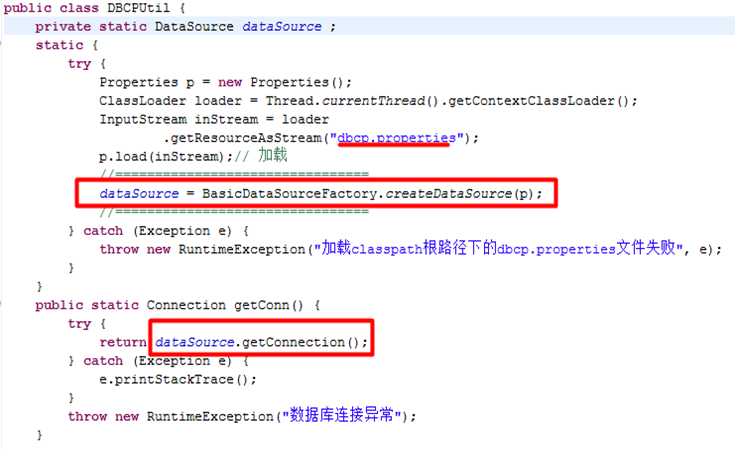 public class DBCPUtil {
    private static DataSource dataSource ;
    static {
        try {
            Properties p = new Properties();
            ClassLoader loader = Thread.currentThread().getContextClassLoader();
            InputStream inStream = loader
                    .getResourceAsStream("dbcp.properties");
            p.load(inStream);// 加载
            //================================
            dataSource = BasicDataSourceFactory.createDataSource(p);
            //================================
        } catch (Exception e) {
            throw new RuntimeException("加载classpath根路径下的dbcp.properties文件失败", e);
        }
    }
    public static Connection getConn() {
        try {
            return dataSource.getConnection();
        } catch (Exception e) {
            e.printStackTrace();
        }
        throw new RuntimeException("数据库连接异常");
    }